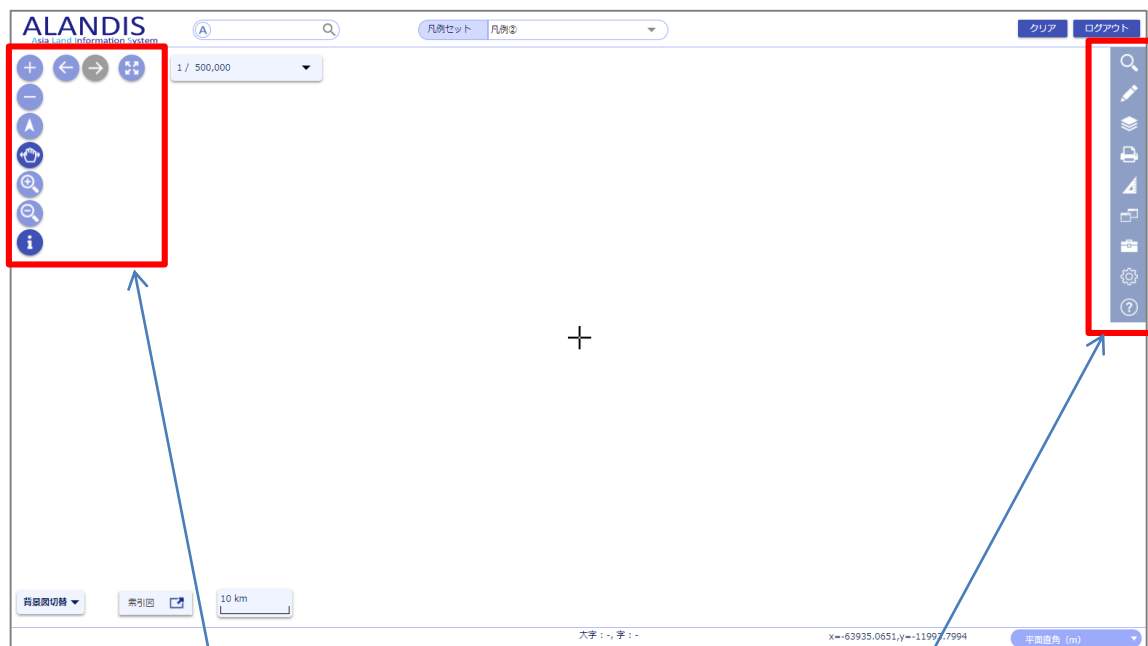 ALANDIS
Asia Land Information System
A
凡例セット 凡例②
クリア ログアウト
1 / 500,000
背景図切替
索引図
10 km
大字：-, 字：-
x=-63935.0651,y=-11993.7994
平面直角（m）